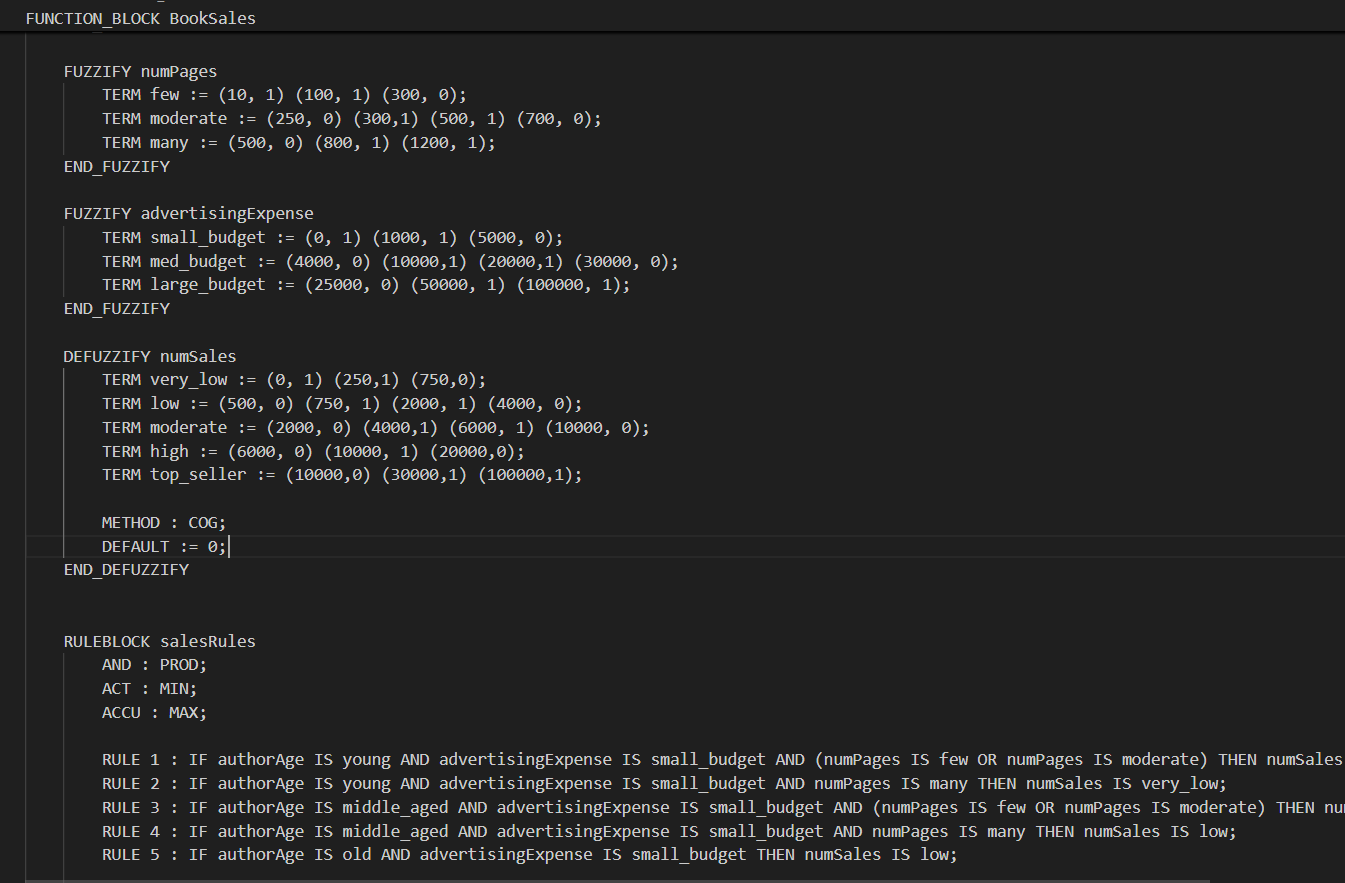 FUNCTION_BLOCK BookSales
FUZZIFY numPages
TERM few := (10, 1) (100, 1) (300, 0);
TERM moderate := (250, 0) (300,1) (500, 1) (700, 0);
TERM many := (500, 0) (800, 1) (1200, 1);
END_FUZZIFY
FUZZIFY advertisingExpense
TERM small_budget := (0, 1) (1000, 1) (5000, 0);
TERM med_budget := (4000, 0) (10000,1) (20000,1) (30000, 0);
TERM large_budget := (25000, 0) (50000, 1) (100000, 1);
END_FUZZIFY
DEFUZZIFY numSales
TERM very_low := (0, 1) (250,1) (750,0);
TERM low := (500, 0) (750, 1) (2000, 1) (4000, 0);
TERM moderate := (2000, 0) (4000,1) (6000, 1) (10000, 0);
TERM high := (6000, 0) (10000, 1) (20000,0);
TERM top_seller := (10000,0) (30000,1) (100000,1);
METHOD : COG;
DEFAULT := 0;
END_DEFUZZIFY
RULEBLOCK salesRules
AND : PROD;
ACT : MIN;
ACCU : MAX;
RULE 1 : IF authorAge IS young AND advertisingExpense IS small_budget AND (numPages IS few OR numPages IS moderate) THEN numSales
RULE 2 : IF authorAge IS young AND advertisingExpense IS small_budget AND numPages IS many THEN numSales IS very_low;
RULE 3 : IF authorAge IS middle_aged AND advertisingExpense IS small_budget AND (numPages IS few OR numPages IS moderate) THEN
RULE 4 : IF authorAge IS middle_aged AND advertisingExpense IS small_budget AND numPages IS many THEN numSales IS low;
RULE 5 : IF authorAge IS old AND advertisingExpense IS small_budget THEN numSales IS low;